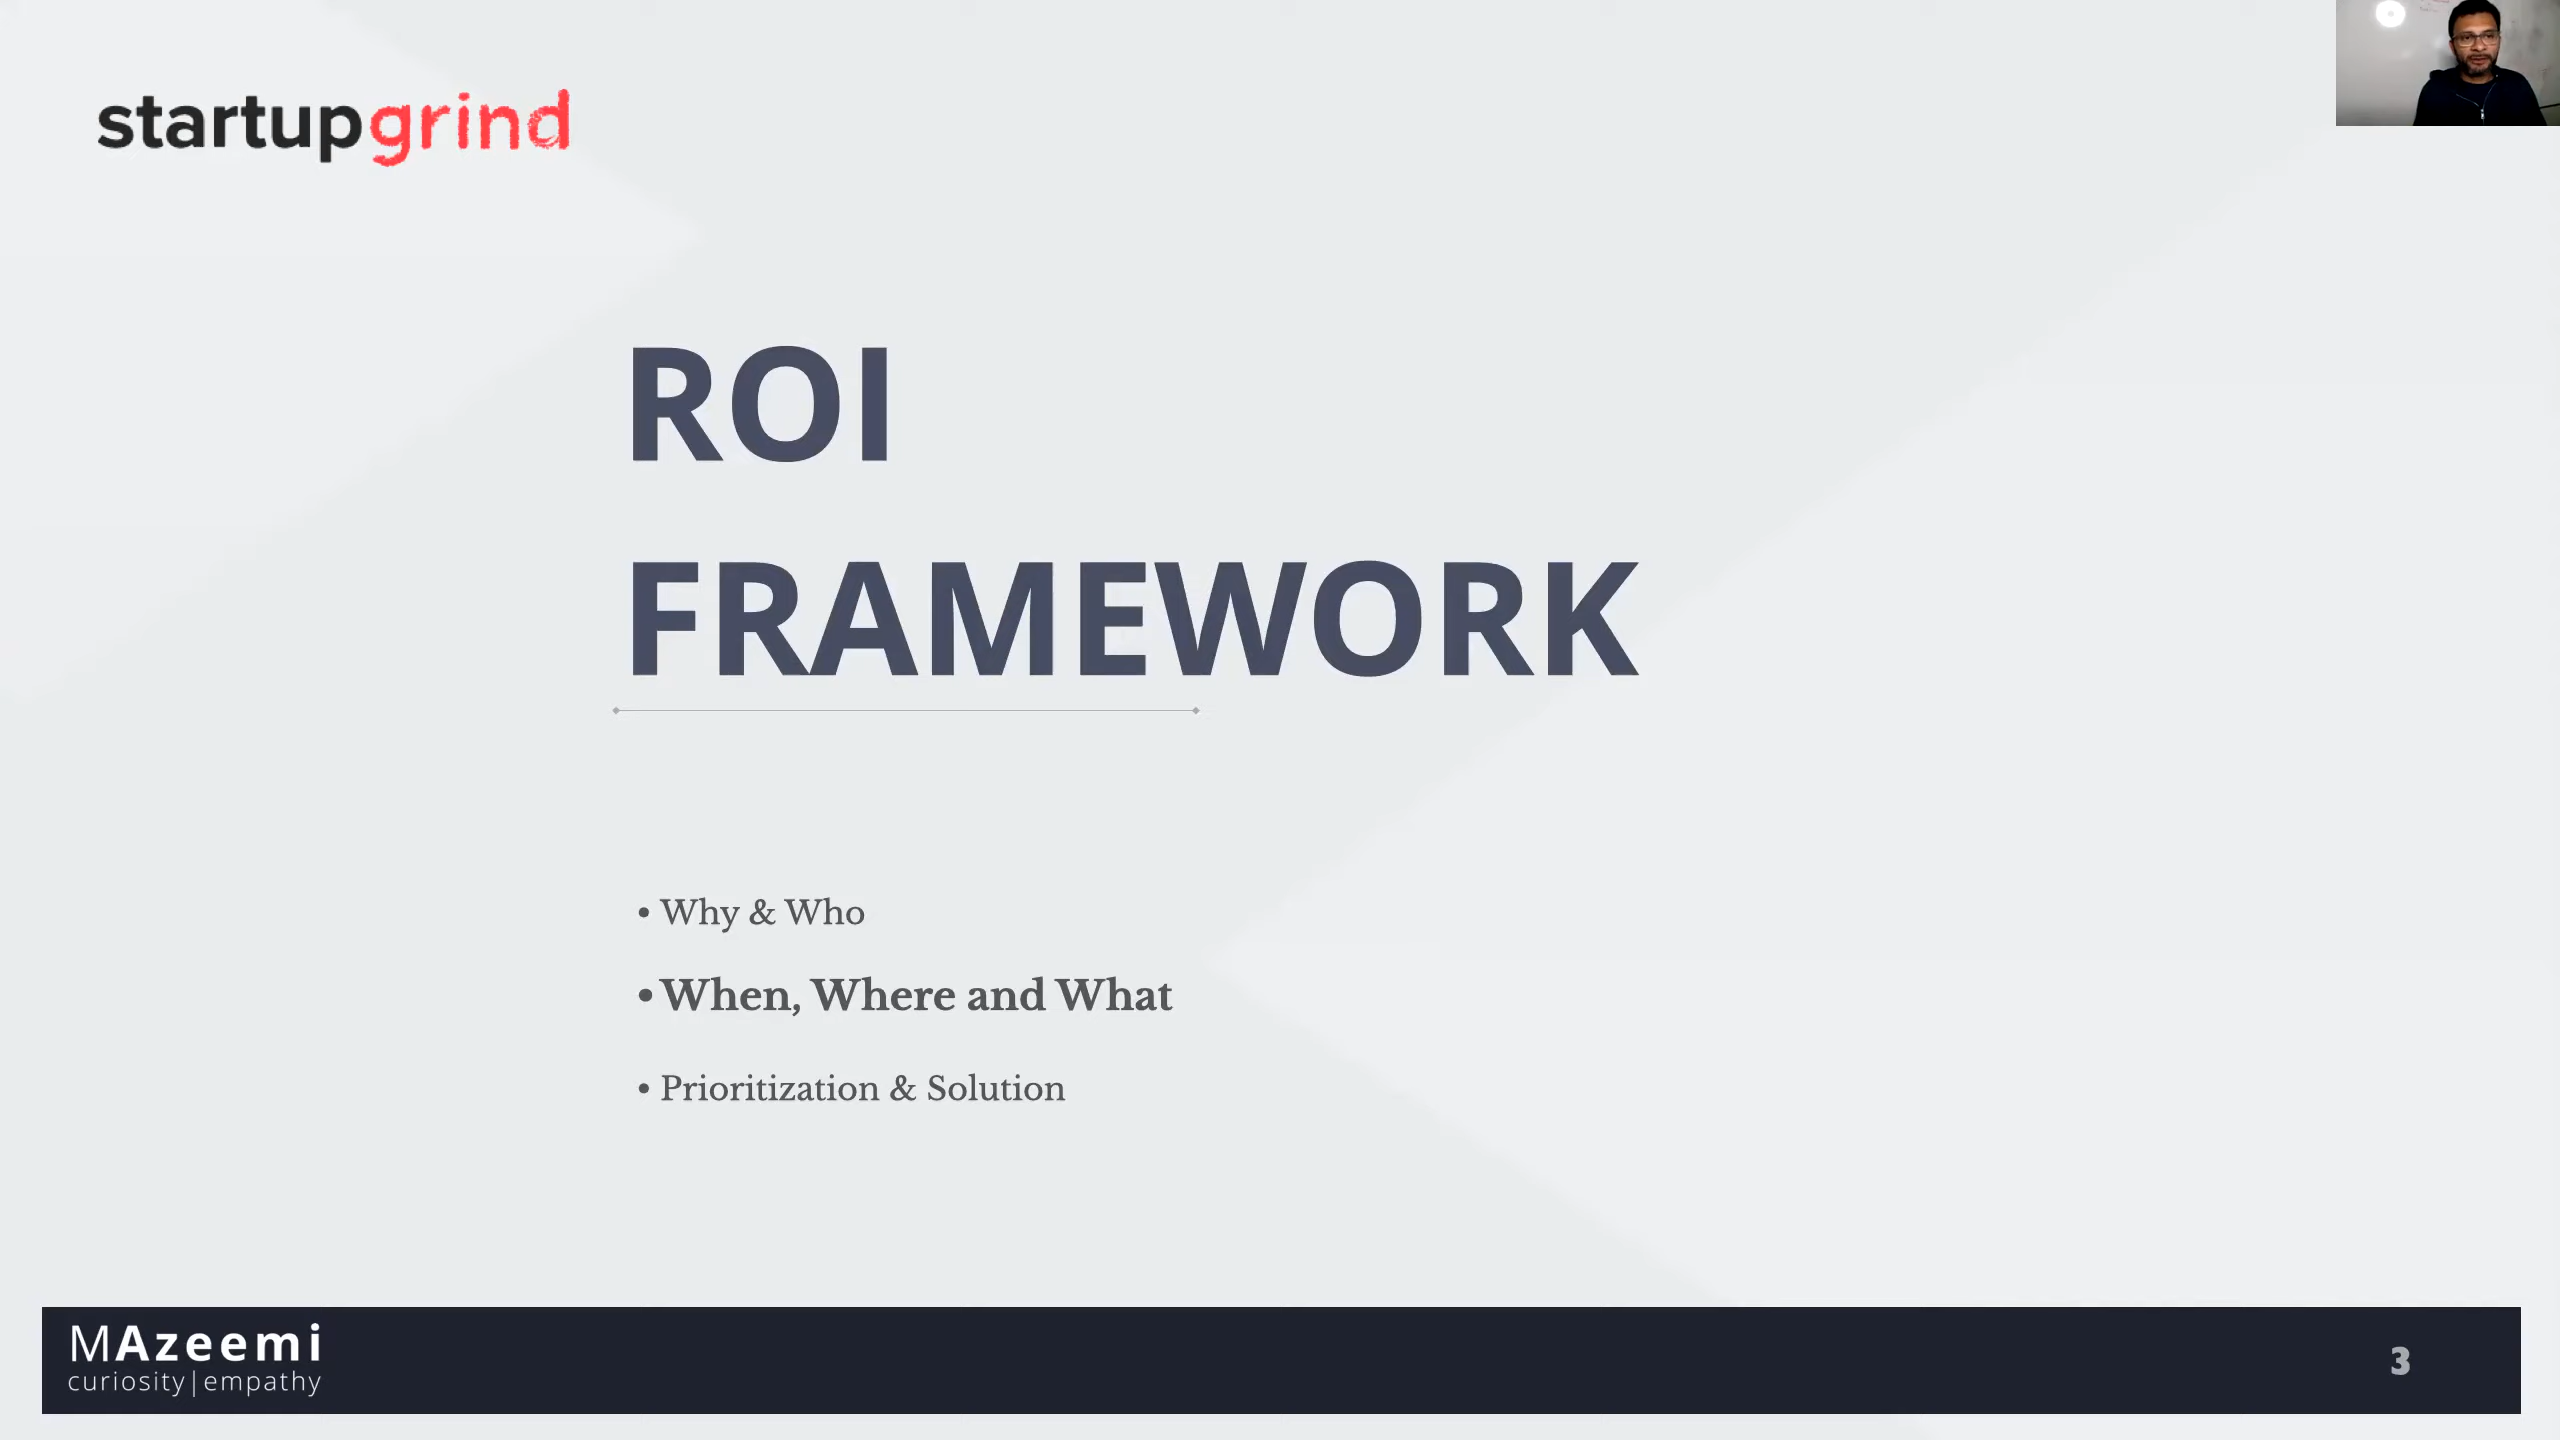 startupgrind
ROI
FRAMEWORK
• Why & Who
• When, Where and What
• Prioritization & Solution
MAzeemi
curiosity|empathy
3